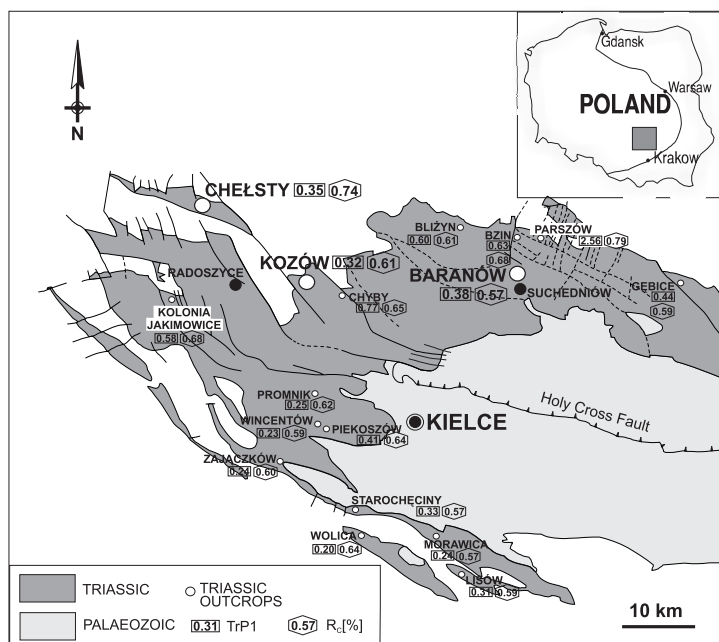 Gdansk
Warsaw
POLAND
Krakow
N
CHEŁSTY 0.35 0.74
BLIŻYN
0.60 0.61
BZIN
0.63
0.68
PARSZÓW
2.56 0.79
KOZÓW 0.32 0.61
RADOSZYCE
BARANÓW
0.38 0.57
SUCHEDNIÓW
GĘBICE
0.44
0.59
CHYBY
0.77 0.65
KOLONIA
JAKIMOWICE
0.58 0.68
PROMNIK
0.25 0.62
Holy Cross Fault
WINCENTÓW
0.23 0.59
PIEKOSZÓW
0.41 0.64
KIELCE
ZAJĄCZKÓW
0.24 0.60
STAROCHĘCINY
0.33 0.57
WOLICA
0.20 0.64
MORAWICA
0.24 0.57
LISÓW
0.31 0.59
TRIASSIC
TRIASSIC
OUTCROPS
PALAEOZOIC
0.31 TrP1
0.57 Rc[%]
10 km